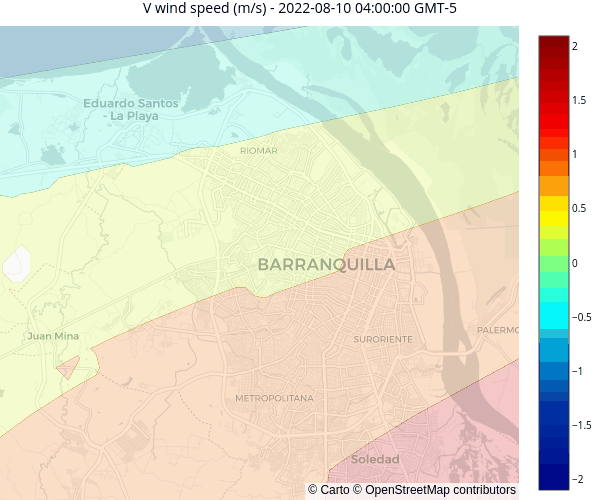 V wind speed (m/s) - 2022-08-10 04:00:00 GMT-5
2
1.5
1
0.5
0
−0.5
−1
−1.5
−2
Eduardo Santos
- La Playa
RIOMAR
BARRANQUILLA
Juan Mina
SURORIENTE
PALERMO
METROPOLITANA
Soledad
© Carto © OpenStreetMap contributors